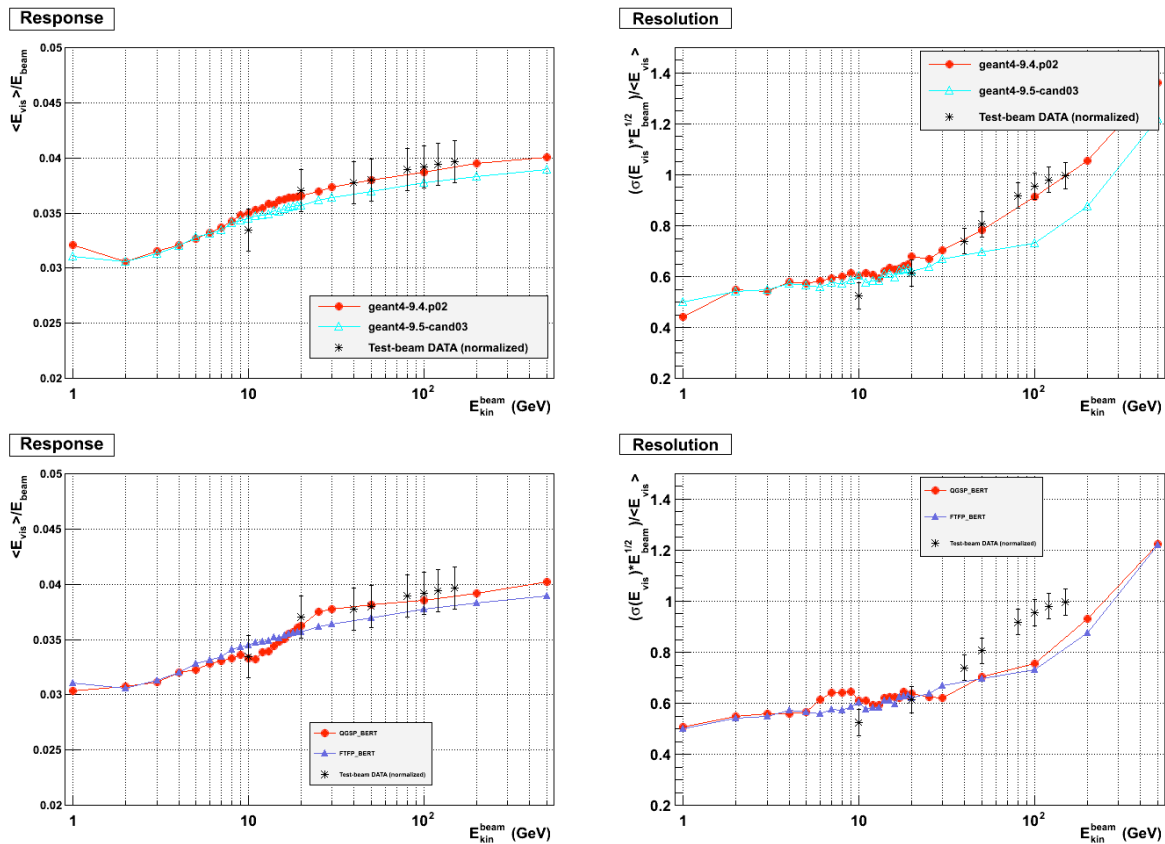 Response
<E_vis>/E_beam
0.05
0.045
0.04
0.035
0.03
0.025
0.02
geant4-9.4.p02
geant4-9.5-cand03
Test-beam DATA (normalized)
1
10
10²
E_kin^beam (GeV)
Resolution
(σ(E_vis)*E_beam^1/2)/<E_vis>
1.4
1.2
1
0.8
0.6
0.4
0.2
geant4-9.4.p02
geant4-9.5-cand03
Test-beam DATA (normalized)
1
10
10²
E_kin^beam (GeV)
Response
<E_vis>/E_beam
0.05
0.045
0.04
0.035
0.03
0.025
0.02
QGSP_BERT
FTFP_BERT
Test-beam DATA (normalized)
1
10
10²
E_kin^beam (GeV)
Resolution
(σ(E_vis)*E_beam^1/2)/<E_vis>
1.4
1.2
1
0.8
0.6
0.4
0.2
QGSP_BERT
FTFP_BERT
Test-beam DATA (normalized)
1
10
10²
E_kin^beam (GeV)